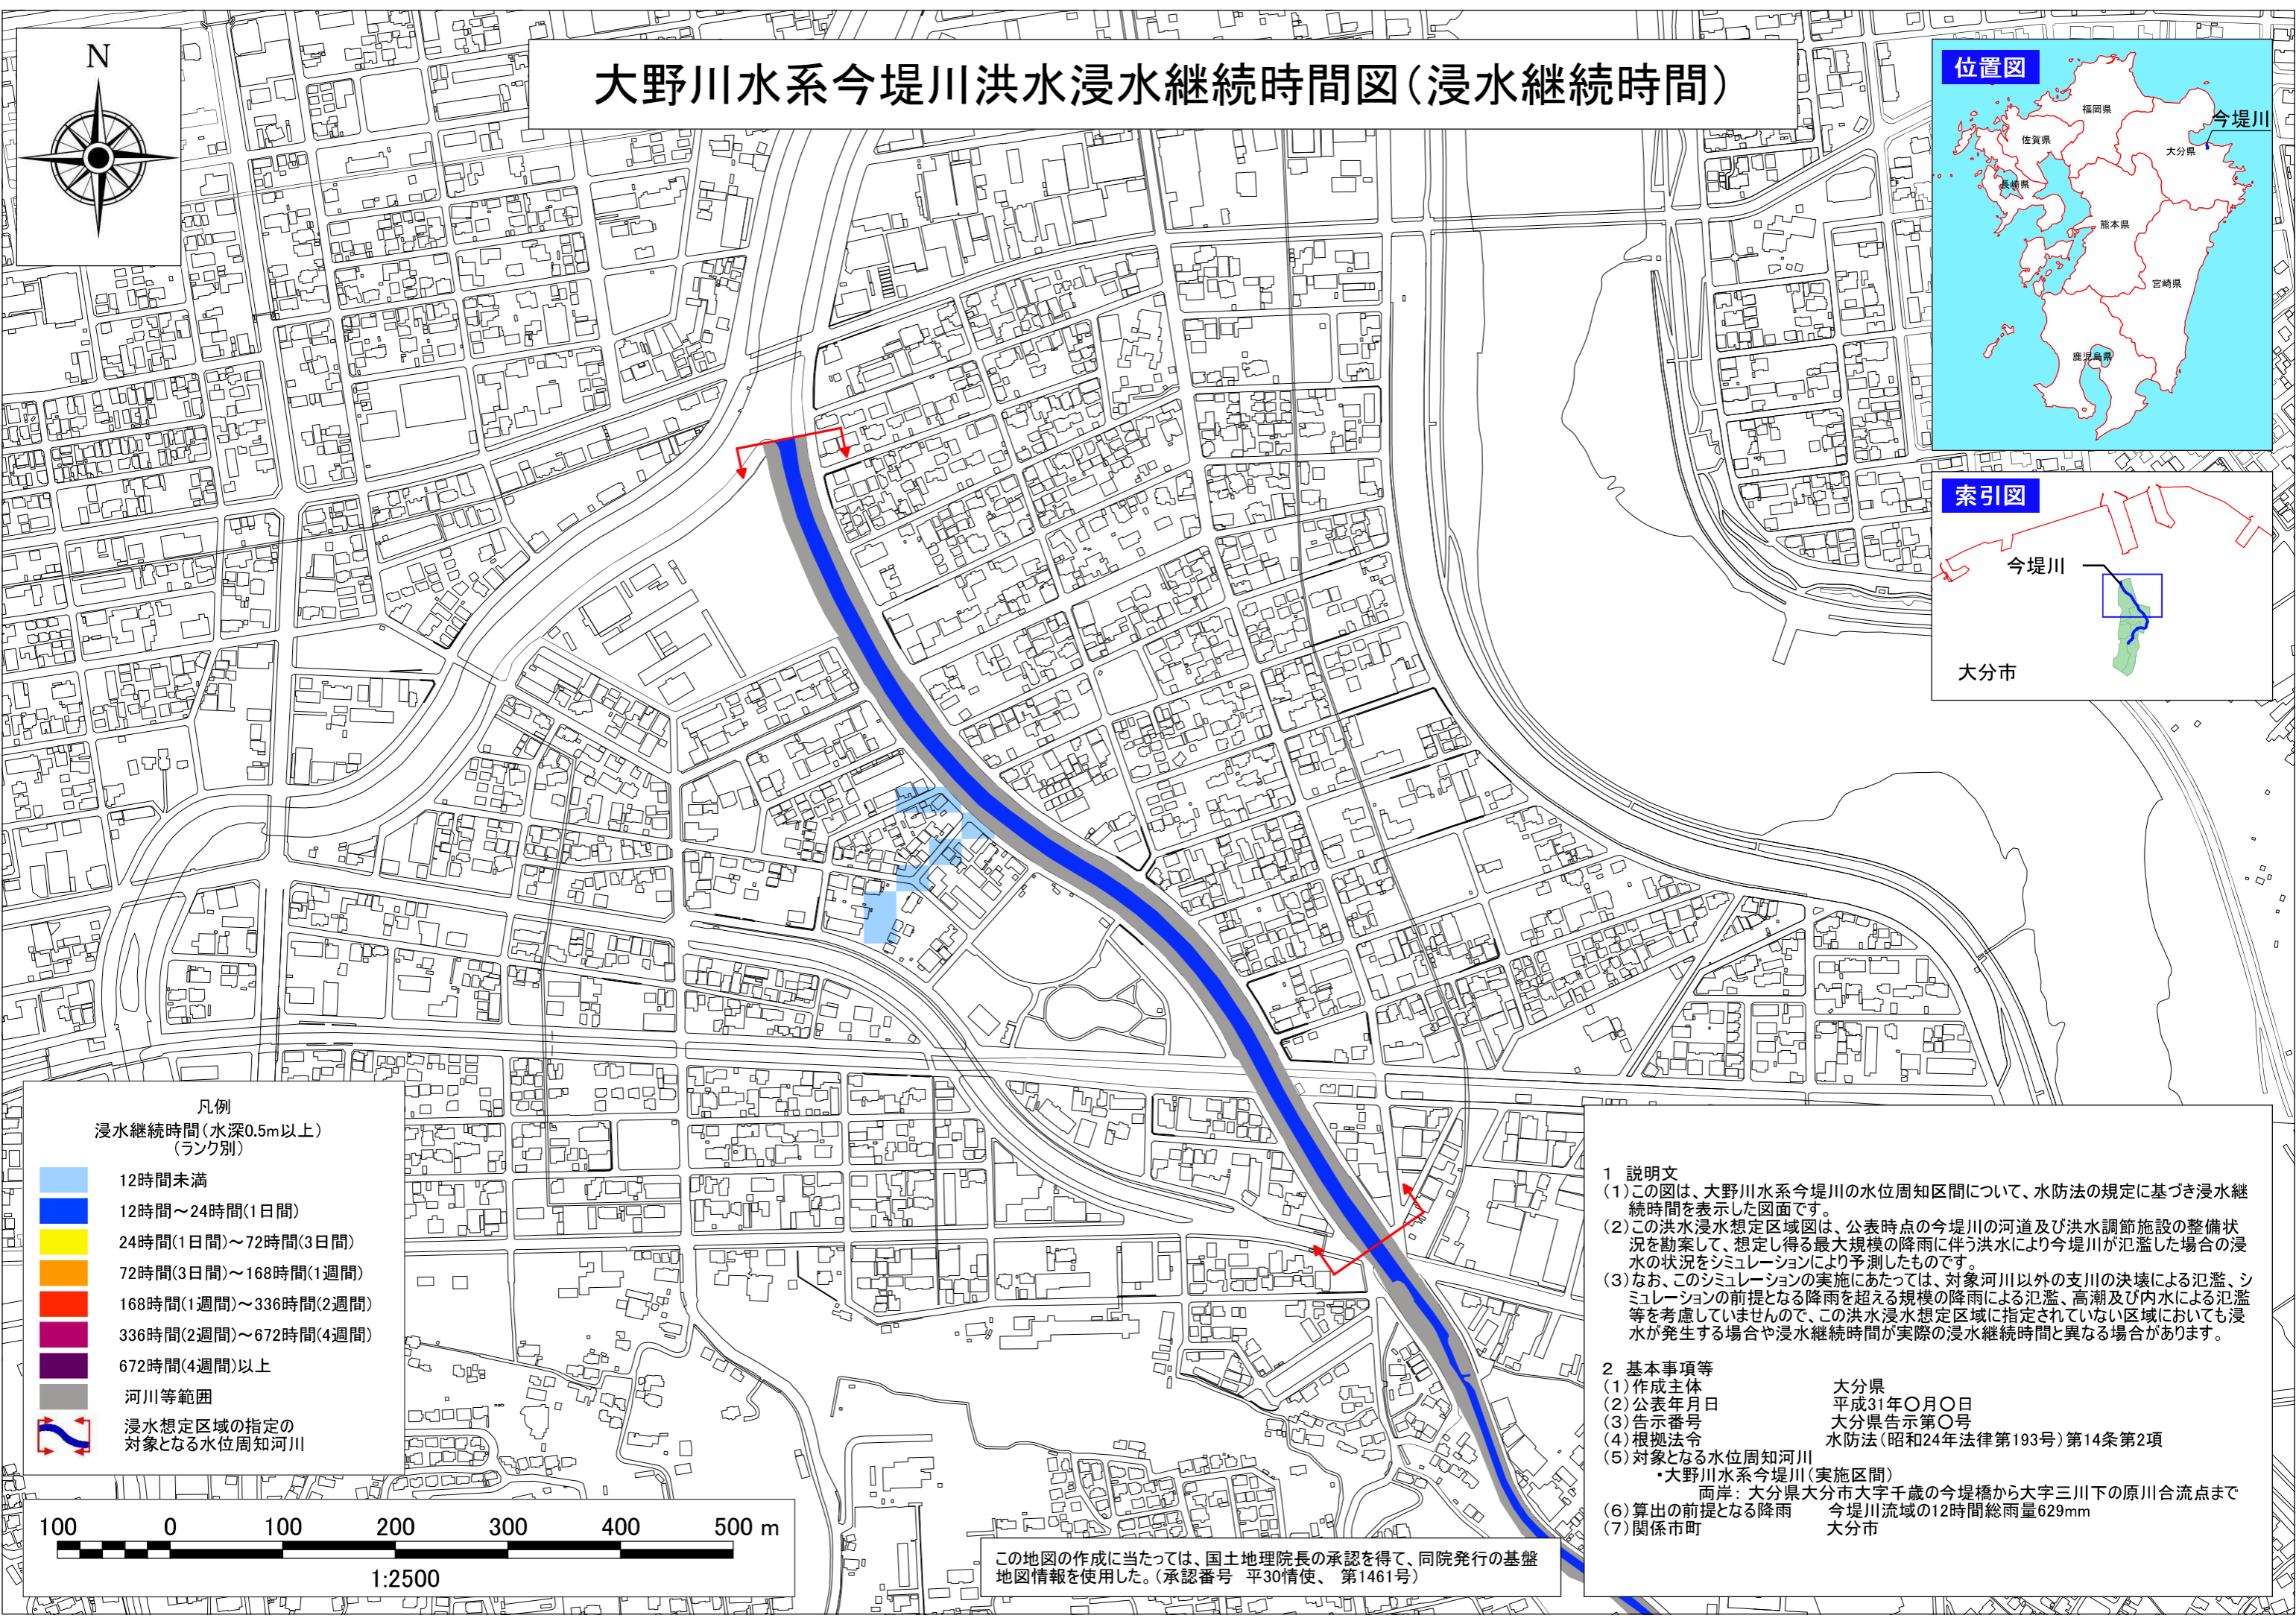 大野川水系今堤川洪水浸水継続時間図(浸水継続時間)
N
位置図
福岡県
佐賀県
長崎県
大分県
今堤川
熊本県
宮崎県
鹿児島県
索引図
今堤川
大分市
凡例
浸水継続時間(水深0.5m以上)
(ランク別)
12時間未満
12時間～24時間(1日間)
24時間(1日間)～72時間(3日間)
72時間(3日間)～168時間(1週間)
168時間(1週間)～336時間(2週間)
336時間(2週間)～672時間(4週間)
672時間(4週間)以上
河川等範囲
浸水想定区域の指定の
対象となる水位周知河川
100 0 100 200 300 400 500 m
1:2500
この地図の作成に当たっては、国土地理院長の承認を得て、同院発行の基盤
地図情報を使用した。(承認番号 平30情使、 第1461号)
1 説明文
(1)この図は、大野川水系今堤川の水位周知区間について、水防法の規定に基づき浸水継
続時間を表示した図面です。
(2)この洪水浸水想定区域図は、公表時点の今堤川の河道及び洪水調節施設の整備状
況を勘案して、想定し得る最大規模の降雨に伴う洪水により今堤川が氾濫した場合の浸
水の状況をシミュレーションにより予測したものです。
(3)なお、このシミュレーションの実施にあたっては、対象河川以外の支川の決壊による氾濫、シ
ミュレーションの前提となる降雨を超える規模の降雨による氾濫、高潮及び内水による氾濫
等を考慮していませんので、この洪水浸水想定区域に指定されていない区域においても浸
水が発生する場合や浸水継続時間が実際の浸水継続時間と異なる場合があります。
2 基本事項等
(1)作成主体 大分県
(2)公表年月日 平成31年〇月〇日
(3)告示番号 大分県告示第〇号
(4)根拠法令 水防法(昭和24年法律第193号)第14条第2項
(5)対象となる水位周知河川
・大野川水系今堤川(実施区間)
両岸: 大分県大分市大字千歳の今堤橋から大字三川下の原川合流点まで
(6)算出の前提となる降雨 今堤川流域の12時間総雨量629mm
(7)関係市町 大分市